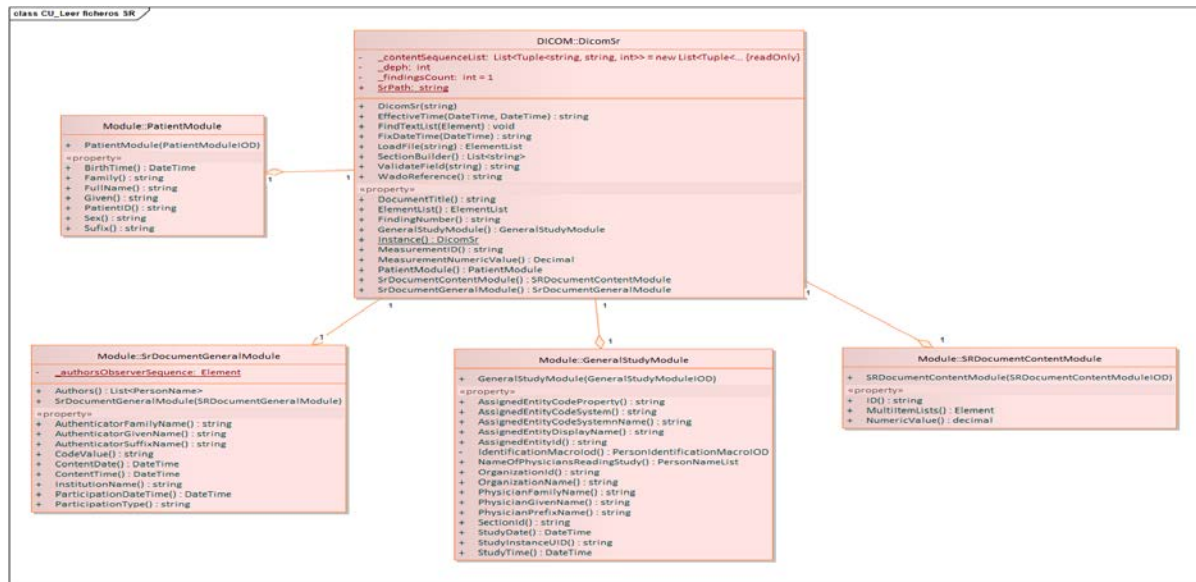 class CU_Leer ficheros SR
DICOM::DicomSr
- _contentSequenceList: List<Tuple<string, string, int>> = new List<Tuple<... {readOnly}
- _deph: int
- _findingsCount: int = 1
+ SrPath: string
+ DicomSr(string)
+ EffectiveTime(DateTime, DateTime) : string
+ FindTextList(Element) : void
+ FixDateTime(DateTime) : string
+ LoadFile(string) : ElementList
+ SectionBuilder() : List<string>
+ ValidateField(string) : string
+ WadoReference() : string
«property»
+ DocumentTitle() : string
+ ElementList() : ElementList
+ FindingNumber() : string
+ GeneralStudyModule() : GeneralStudyModule
+ Instance() : DicomSr
+ MeasurementID() : string
+ MeasurementNumericValue() : Decimal
+ PatientModule() : PatientModule
+ SrDocumentContentModule() : SRDocumentContentModule
+ SrDocumentGeneralModule() : SrDocumentGeneralModule
Module::PatientModule
+ PatientModule(PatientModuleIOD)
«property»
+ BirthTime() : DateTime
+ Family() : string
+ FullName() : string
+ Given() : string
+ PatientID() : string
+ Sex() : string
+ Sufix() : string
1
1
1
1
1
1
1
1
Module::SrDocumentGeneralModule
- _authorsObserverSequence: Element
+ Authors() : List<PersonName>
+ SrDocumentGeneralModule(SRDocumentGeneralModule)
«property»
+ AuthenticatorFamilyName() : string
+ AuthenticatorGivenName() : string
+ AuthenticatorSuffixName() : string
+ CodeValue() : string
+ ContentDate() : DateTime
+ ContentTime() : DateTime
+ InstitutionName() : string
+ ParticipationDateTime() : DateTime
+ ParticipationType() : string
Module::GeneralStudyModule
+ GeneralStudyModule(GeneralStudyModuleIOD)
«property»
+ AssignedEntityCodeProperty() : string
+ AssignedEntityCodeSystem() : string
+ AssignedEntityCodeSystemnName() : string
+ AssignedEntityDisplayName() : string
+ AssignedEntityId() : string
- IdentificationMacroIod() : PersonIdentificationMacroIOD
+ NameOfPhysiciansReadingStudy() : PersonNameList
+ OrganizationId() : string
+ OrganizationName() : string
+ PhysicianFamilyName() : string
+ PhysicianGivenName() : string
+ PhysicianPrefixName() : string
+ SectionId() : string
+ StudyDate() : DateTime
+ StudyInstanceUID() : string
+ StudyTime() : DateTime
Module::SRDocumentContentModule
+ SRDocumentContentModule(SRDocumentContentModuleIOD)
«property»
+ ID() : string
+ MultiItemLists() : Element
+ NumericValue() : decimal